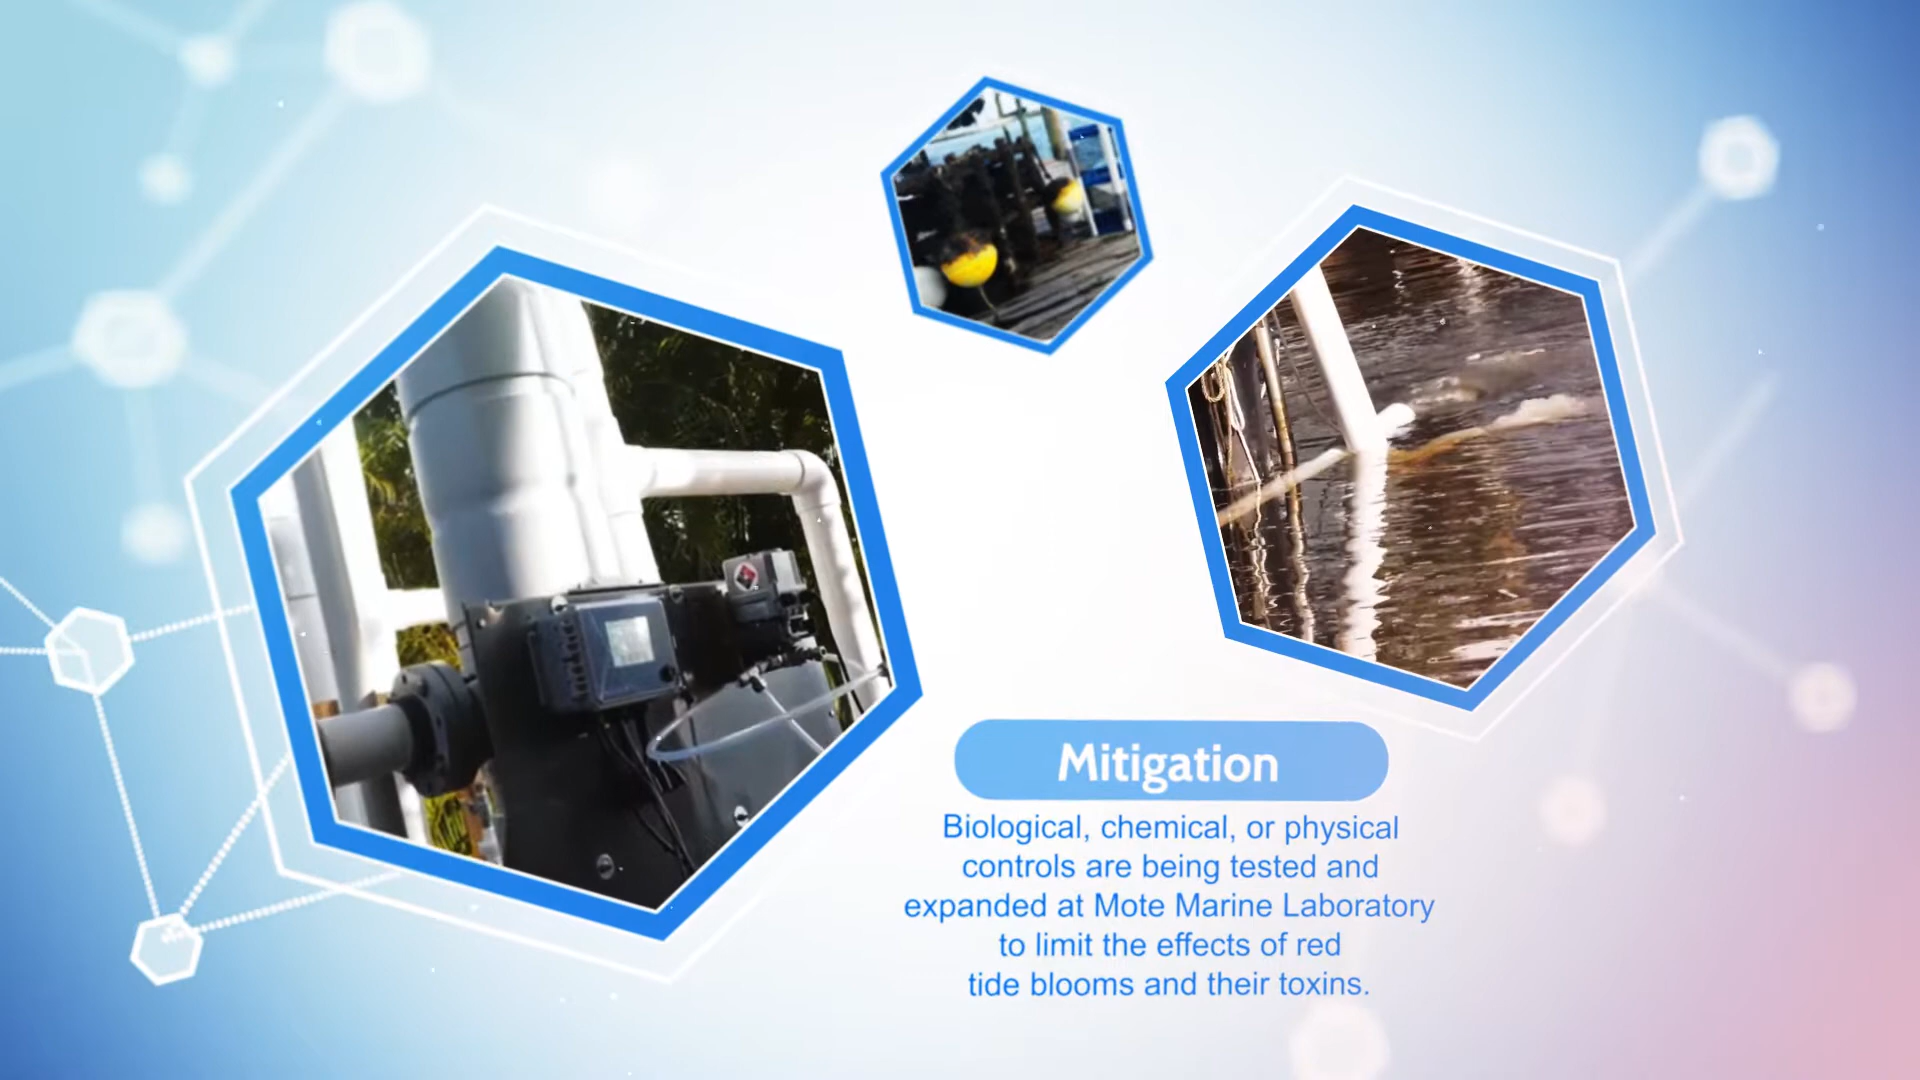 Mitigation
Biological, chemical, or physical
controls are being tested and
expanded at Mote Marine Laboratory
to limit the effects of red
tide blooms and their toxins.